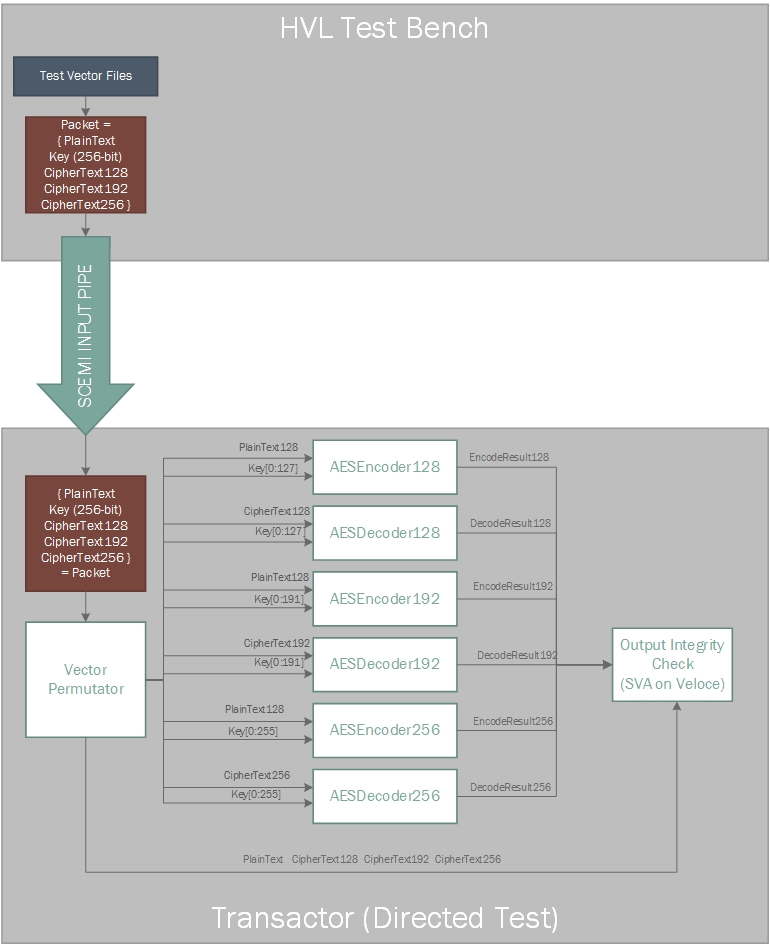 HVL Test Bench
Test Vector Files
Packet =
{ PlainText
Key (256-bit)
CipherText128
CipherText192
CipherText256 }
SCEMI INPUT PIPE
{ PlainText
Key (256-bit)
CipherText128
CipherText192
CipherText256 }
= Packet
Vector
Permutator
PlainText128
Key[0:127]
AESEncoder128
EncodeResult128
CipherText128
Key[0:127]
AESDecoder128
DecodeResult128
PlainText128
Key[0:191]
AESEncoder192
EncodeResult192
CipherText192
Key[0:191]
AESDecoder192
DecodeResult192
PlainText128
Key[0:255]
AESEncoder256
EncodeResult256
CipherText256
Key[0:255]
AESDecoder256
DecodeResult256
Output Integrity
Check
(SVA on Veloce)
PlainText CipherText128 CipherText192 CipherText256
Transactor (Directed Test)